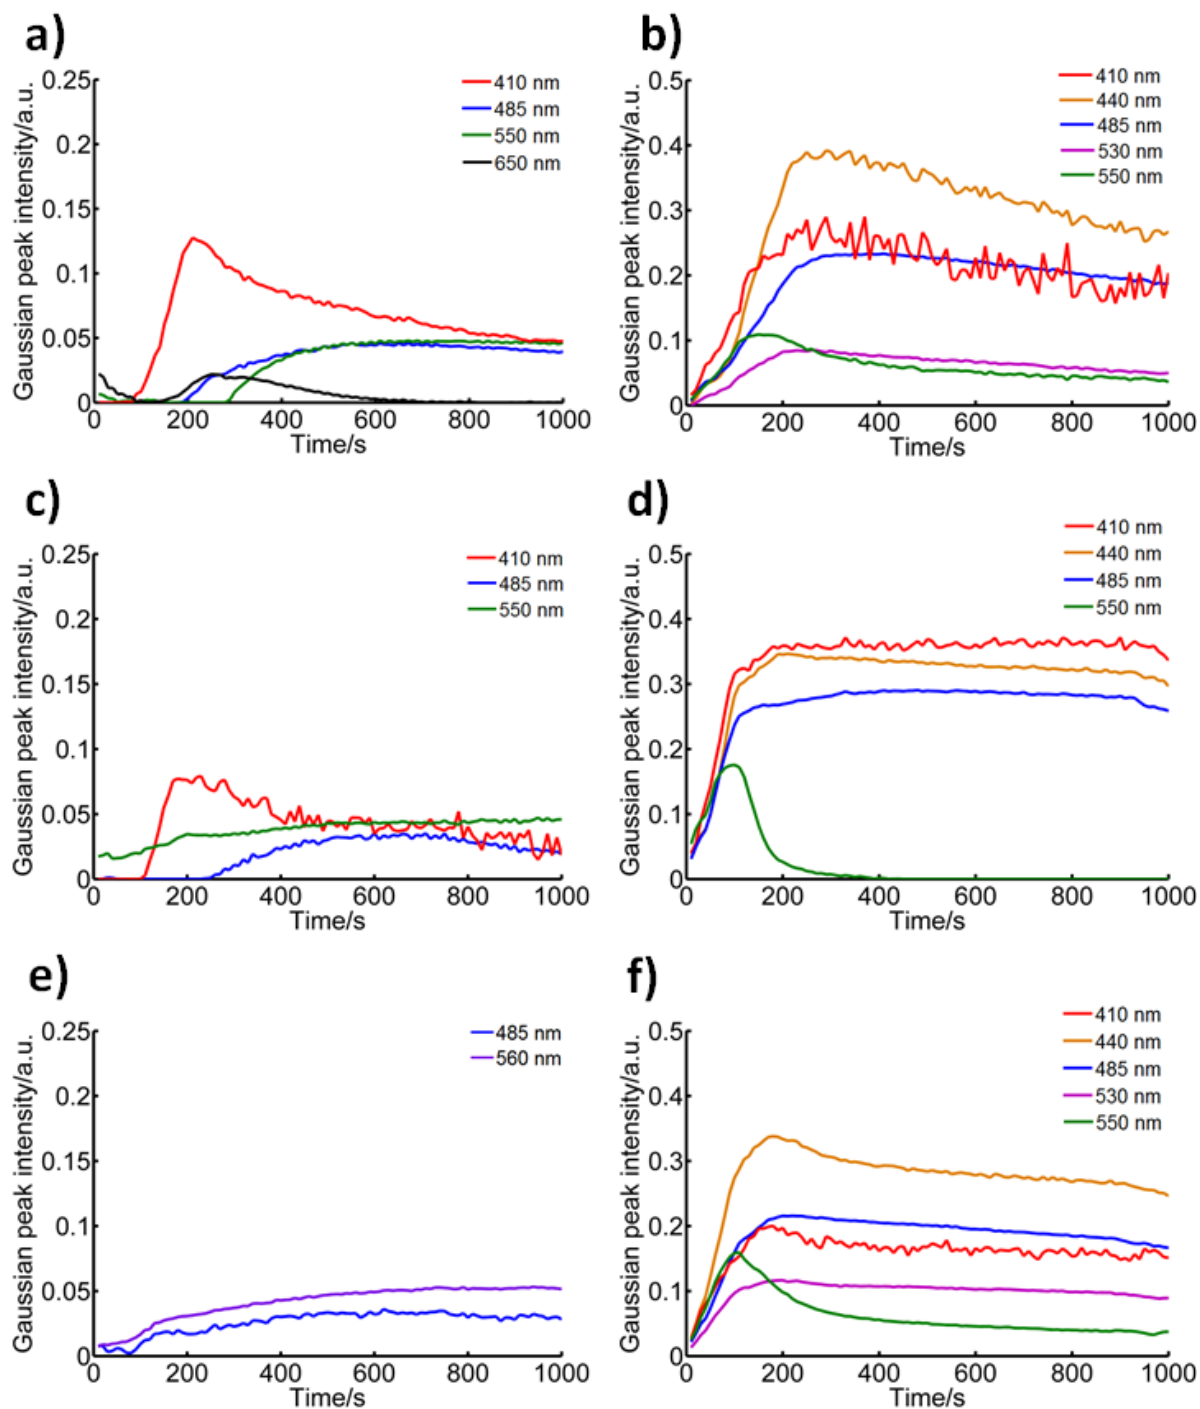 a)
Gaussian peak intensity/a.u.
0.25
0.2
0.15
0.1
0.05
0
0 200 400 600 800 1000
Time/s
410 nm
485 nm
550 nm
650 nm
b)
Gaussian peak intensity/a.u.
0.5
0.4
0.3
0.2
0.1
0
0 200 400 600 800 1000
Time/s
410 nm
440 nm
485 nm
530 nm
550 nm
c)
Gaussian peak intensity/a.u.
0.25
0.2
0.15
0.1
0.05
0
0 200 400 600 800 1000
Time/s
410 nm
485 nm
550 nm
d)
Gaussian peak intensity/a.u.
0.5
0.4
0.3
0.2
0.1
0
0 200 400 600 800 1000
Time/s
410 nm
440 nm
485 nm
550 nm
e)
Gaussian peak intensity/a.u.
0.25
0.2
0.15
0.1
0.05
0
0 200 400 600 800 1000
Time/s
485 nm
560 nm
f)
Gaussian peak intensity/a.u.
0.5
0.4
0.3
0.2
0.1
0
0 200 400 600 800 1000
Time/s
410 nm
440 nm
485 nm
530 nm
550 nm